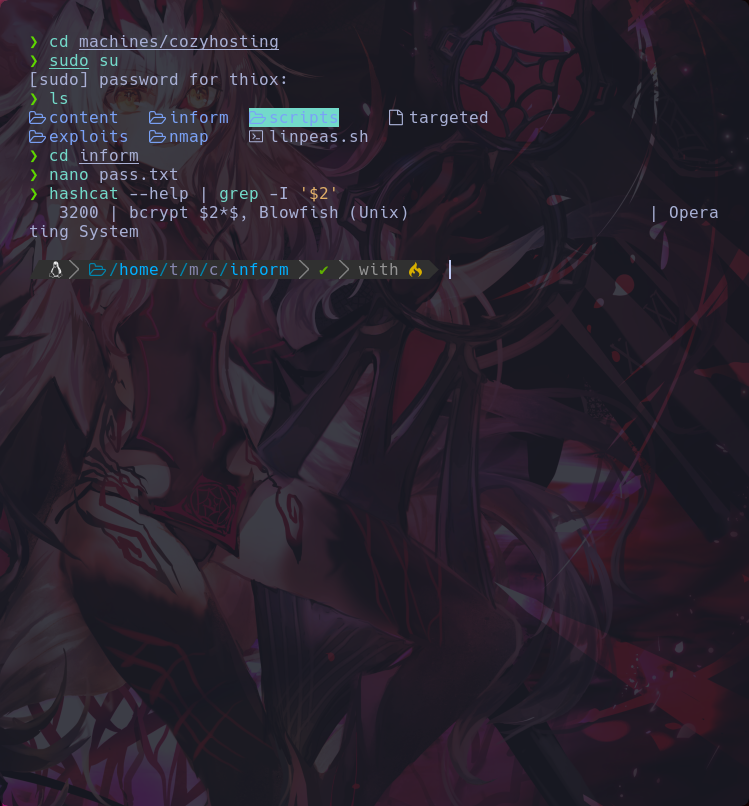 ❯ cd machines/cozyhosting
❯ sudo su
[sudo] password for thiox:
❯ ls
content inform scripts targeted
exploits nmap linpeas.sh
❯ cd inform
❯ nano pass.txt
❯ hashcat --help | grep -I '$2'
3200 | bcrypt $2*$, Blowfish (Unix) | Opera
ting System
/home/t/m/c/inform ✔ with